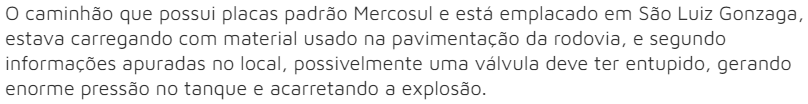 O caminhão que possui placas padrão Mercosul e está emplacado em São Luiz Gonzaga,
estava carregando com material usado na pavimentação da rodovia, e segundo
informações apuradas no local, possivelmente uma válvula deve ter entupido, gerando
enorme pressão no tanque e acarretando a explosão.